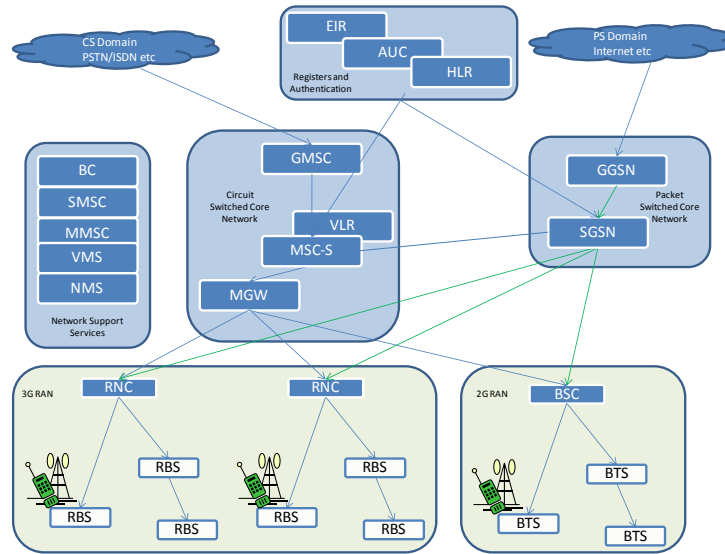 CS Domain
PSTN/ISDN etc
EIR
AUC
HLR
Registers and
Authentication
PS Domain
Internet etc
BC
SMSC
MMSC
VMS
NMS
Network Support
Services
GMSC
Circuit
Switched Core
Network
VLR
MSC-S
MGW
GGSN
Packet
Switched Core
Network
SGSN
3G RAN
RNC
RNC
RBS
RBS
RBS
RBS
RBS
RBS
2G RAN
BSC
BTS
BTS
BTS